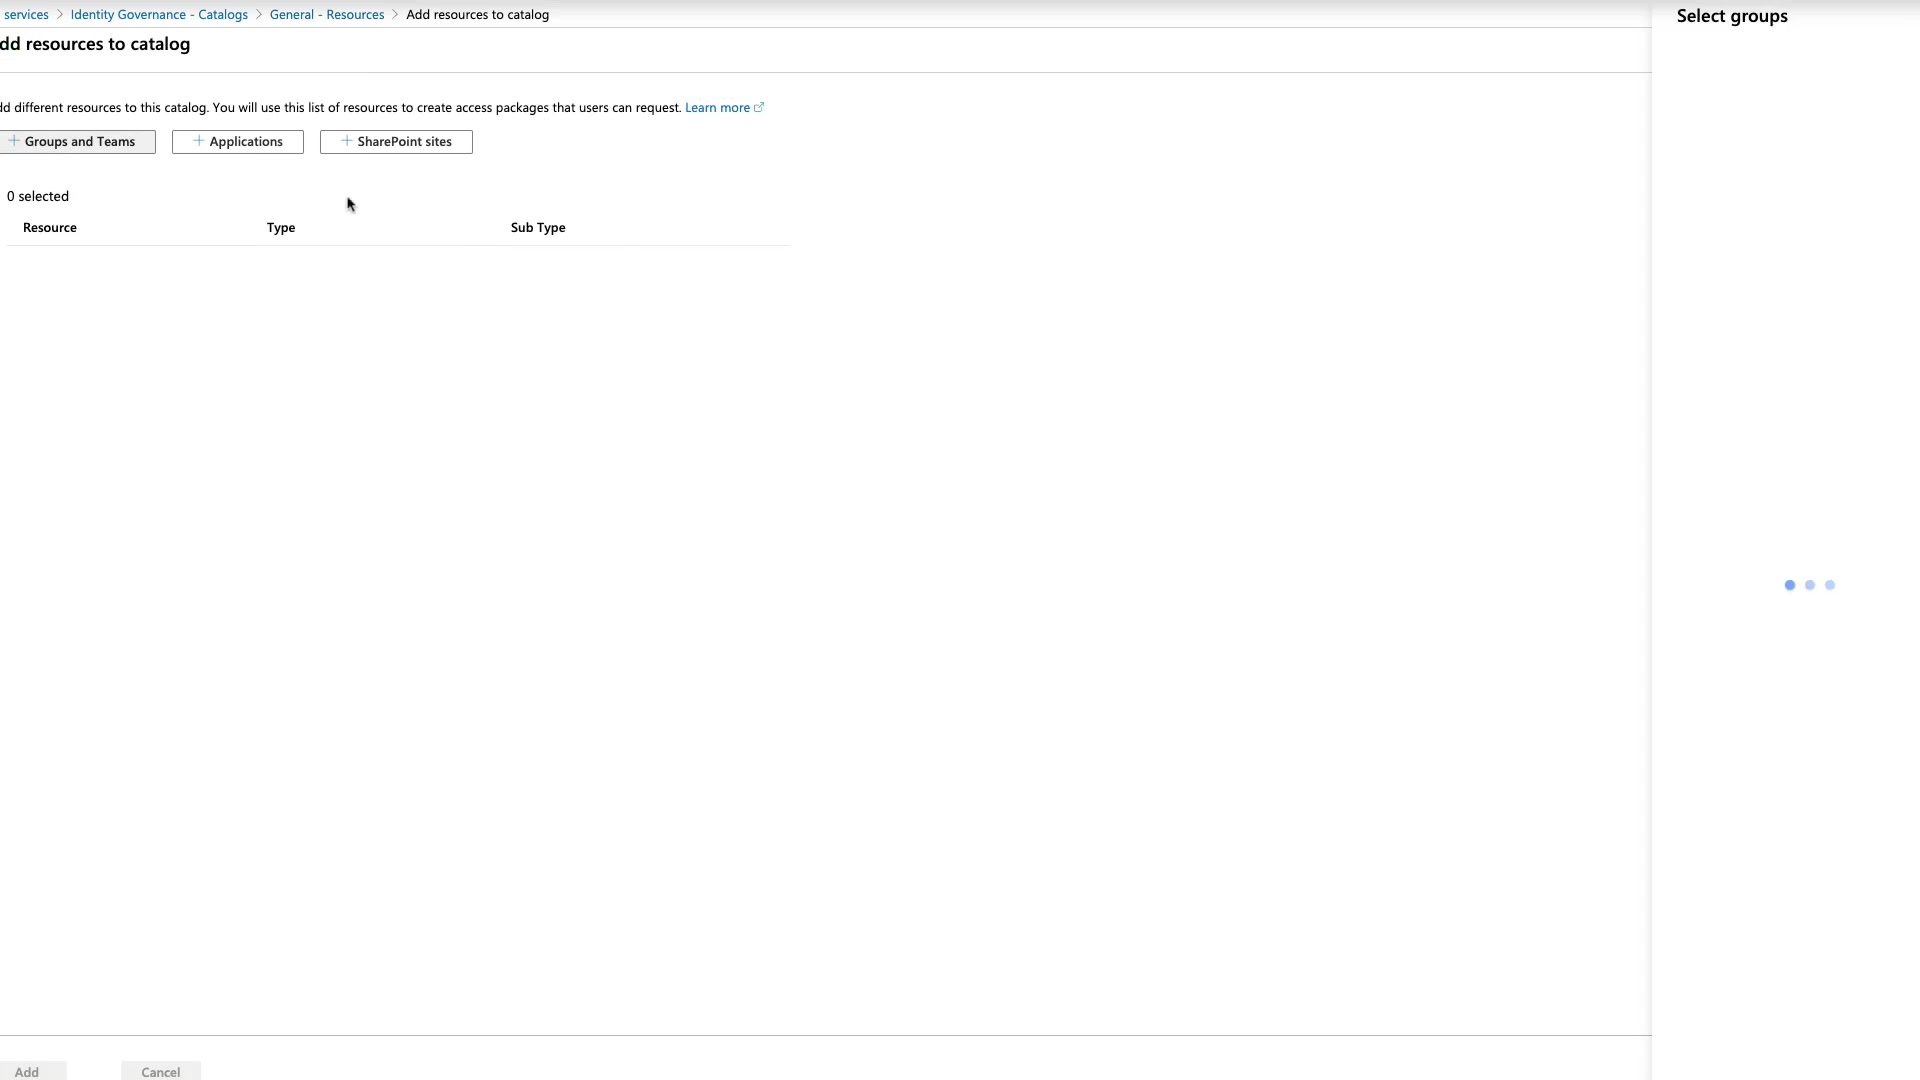 services > Identity Governance - Catalogs > General - Resources > Add resources to catalog
Select groups
dd resources to catalog
dd different resources to this catalog. You will use this list of resources to create access packages that users can request. Learn more
+ Groups and Teams
+ Applications
+ SharePoint sites
0 selected
Resource
Type
Sub Type
Add
Cancel